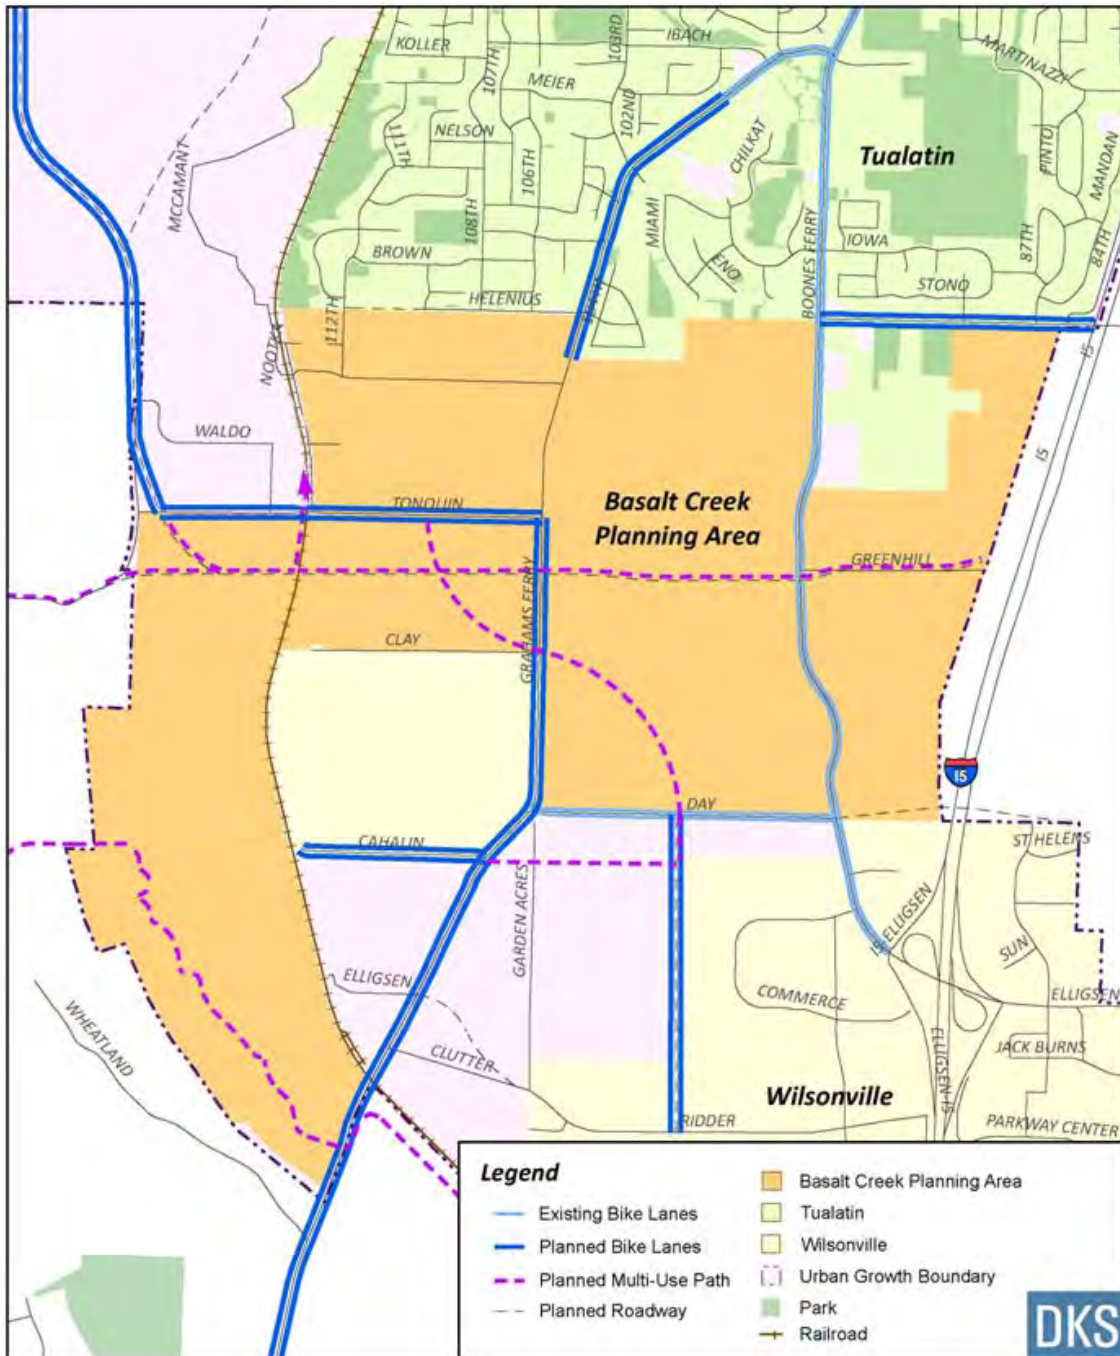 KOLLER
107TH
103RD
IBACH
MARTINAZZI
MEIER
102ND
MCCAMANT
111TH
NELSON
106TH
CHILKAT
Tualatin
PINTO
MANDAN
108TH
MIAMI
BOONES FERRY
IOWA
87TH
84TH
BROWN
ENO
STONO
HELENIUS
112TH
NOOTKA
I5
I5
WALDO
TONQUIN
Basalt Creek
Planning Area
GREENHILL
GRAHAMS FERRY
CLAY
15
DAY
CAHALIN
ST HELENS
GARDEN ACRES
I5-ELLIGSEN
SUN
ELLIGSEN
COMMERCE
ELLIGSEN
WHEATLAND
CLUTTER
ELLIGSEN-I5
JACK BURNS
Wilsonville
RIDDER
PARKWAY CENTER
Legend
Existing Bike Lanes
Planned Bike Lanes
Planned Multi-Use Path
Planned Roadway
Basalt Creek Planning Area
Tualatin
Wilsonville
Urban Growth Boundary
Park
Railroad
DKS